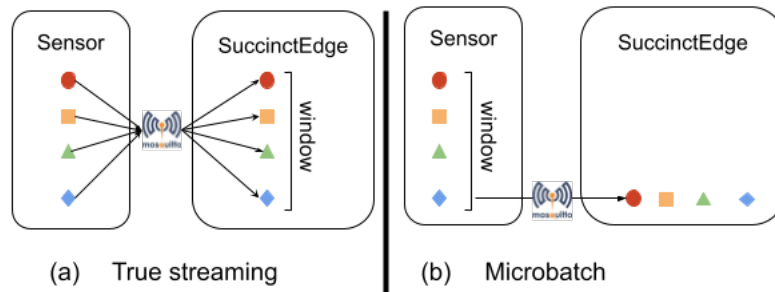 Sensor
SuccinctEdge
mosquitto
window
(a) True streaming
Sensor
SuccinctEdge
window
mosquitto
(b) Microbatch